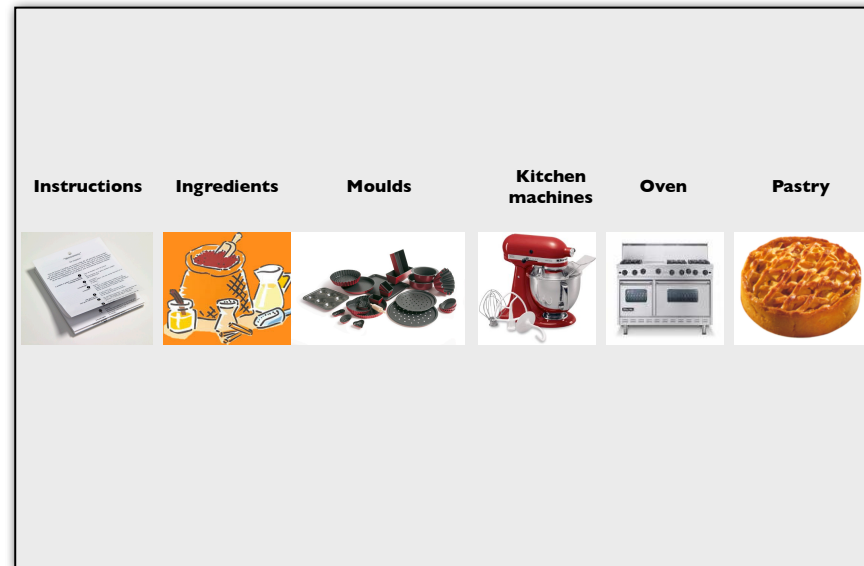 Instructions
Ingredients
Moulds
Kitchen
machines
Oven
Pastry